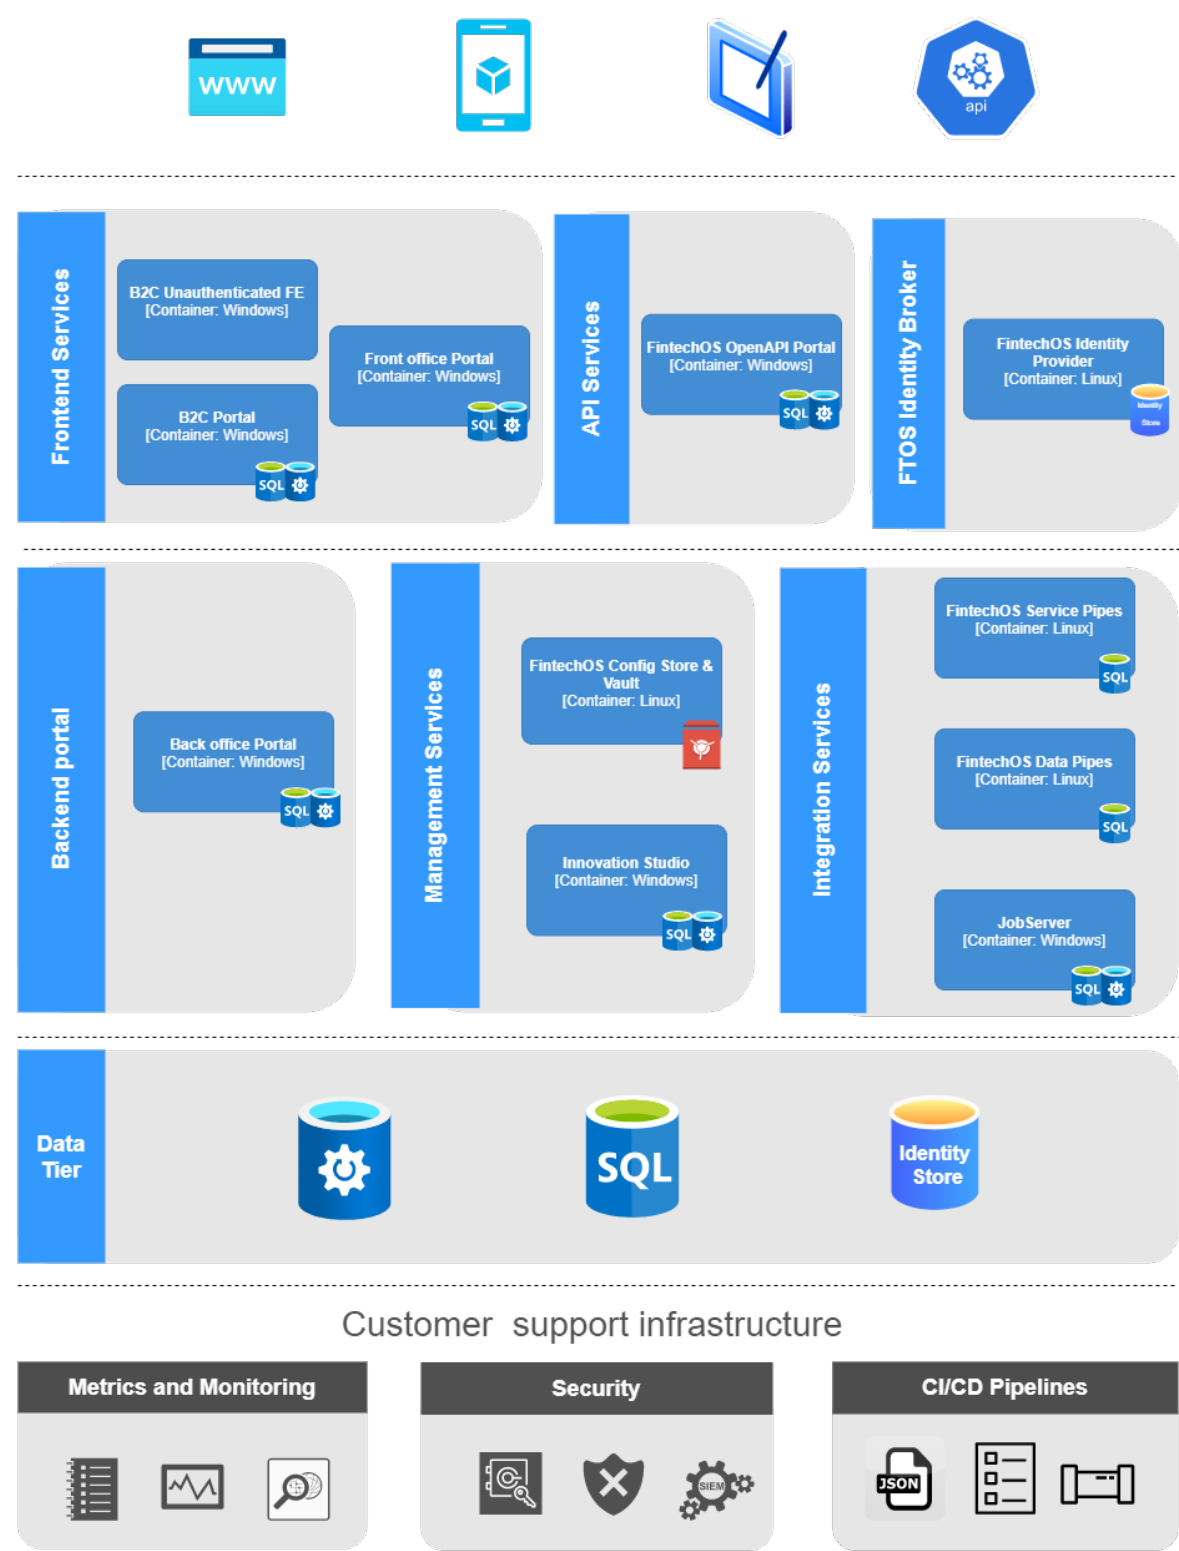 WWW
api
Frontend Services
B2C Unauthenticated FE
[Container: Windows]
B2C Portal
[Container: Windows]
SQL
Front office Portal
[Container: Windows]
SQL
API Services
FintechOS OpenAPI Portal
[Container: Windows]
SQL
FTOS Identity Broker
FintechOS Identity
Provider
[Container: Linux]
Identity
Store
Backend portal
Back office Portal
[Container: Windows]
SQL
Management Services
FintechOS Config Store &
Vault
[Container: Linux]
Innovation Studio
[Container: Windows]
SQL
Integration Services
FintechOS Service Pipes
[Container: Linux]
SQL
FintechOS Data Pipes
[Container: Linux]
SQL
JobServer
[Container: Windows]
SQL
Data
Tier
SQL
Identity
Store
Customer support infrastructure
Metrics and Monitoring
Security
SIEM
CI/CD Pipelines
JSON